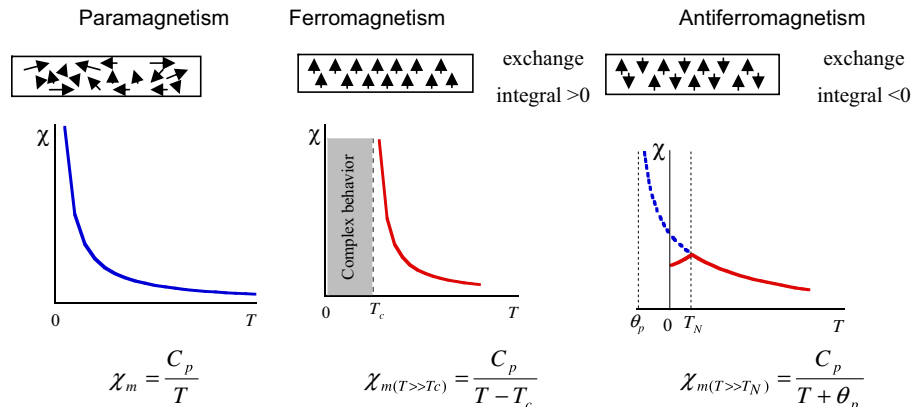 Paramagnetism
Ferromagnetism
Antiferromagnetism
exchange
integral >0
exchange
integral <0
χ
0
T
χ
Complex behavior
0
T_c
T
χ
θ_p
0
T_N
T
χ_m = C_p / T
χ_m(T>>Tc) = C_p / (T − T_c)
χ_m(T>>T_N) = C_p / (T + θ_p)